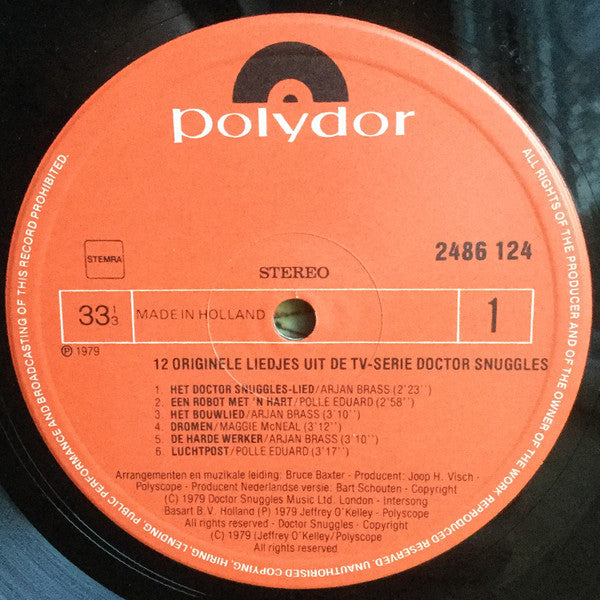 polydor
STEMRA
2486 124
STEREO
33 1/3
MADE IN HOLLAND
1
Ⓟ 1979
12 ORIGINELE LIEDJES UIT DE TV-SERIE DOCTOR SNUGGLES
1. HET DOCTOR SNUGGLES-LIED/ARJAN BRASS (2'23'')
2. EEN ROBOT MET 'N HART/POLLE EDUARD (2'58'')
3. HET BOUWLIED/ARJAN BRASS (3'10'')
4. DROMEN/MAGGIE McNEAL (3'12'')
5. DE HARDE WERKER/ARJAN BRASS (3'10'')
6. LUCHTPOST/POLLE EDUARD (3'17'')
Arrangementen en muzikale leiding: Bruce Baxter - Producer: Joop H. Visch -
Polyscope - Producent Nederlandse versie: Bart Schouten - Copyright
(C) 1979 Doctor Snuggles Music Ltd. London - Intersong
Basart B.V. Holland (P) 1979 Jeffrey O'Kelley - Polyscope
All rights reserved - Doctor Snuggles - Copyright
(C) 1979 (Jeffrey O'Kelley/Polyscope
All rights reserved
ALL RIGHTS OF THE PRODUCER AND OF THE OWNER OF THE WORK REPRODUCED RESERVED. UNAUTHORISED COPYING, HIRING, LENDING, PUBLIC PERFORMANCE AND BROADCASTING OF THIS RECORD PROHIBITED.